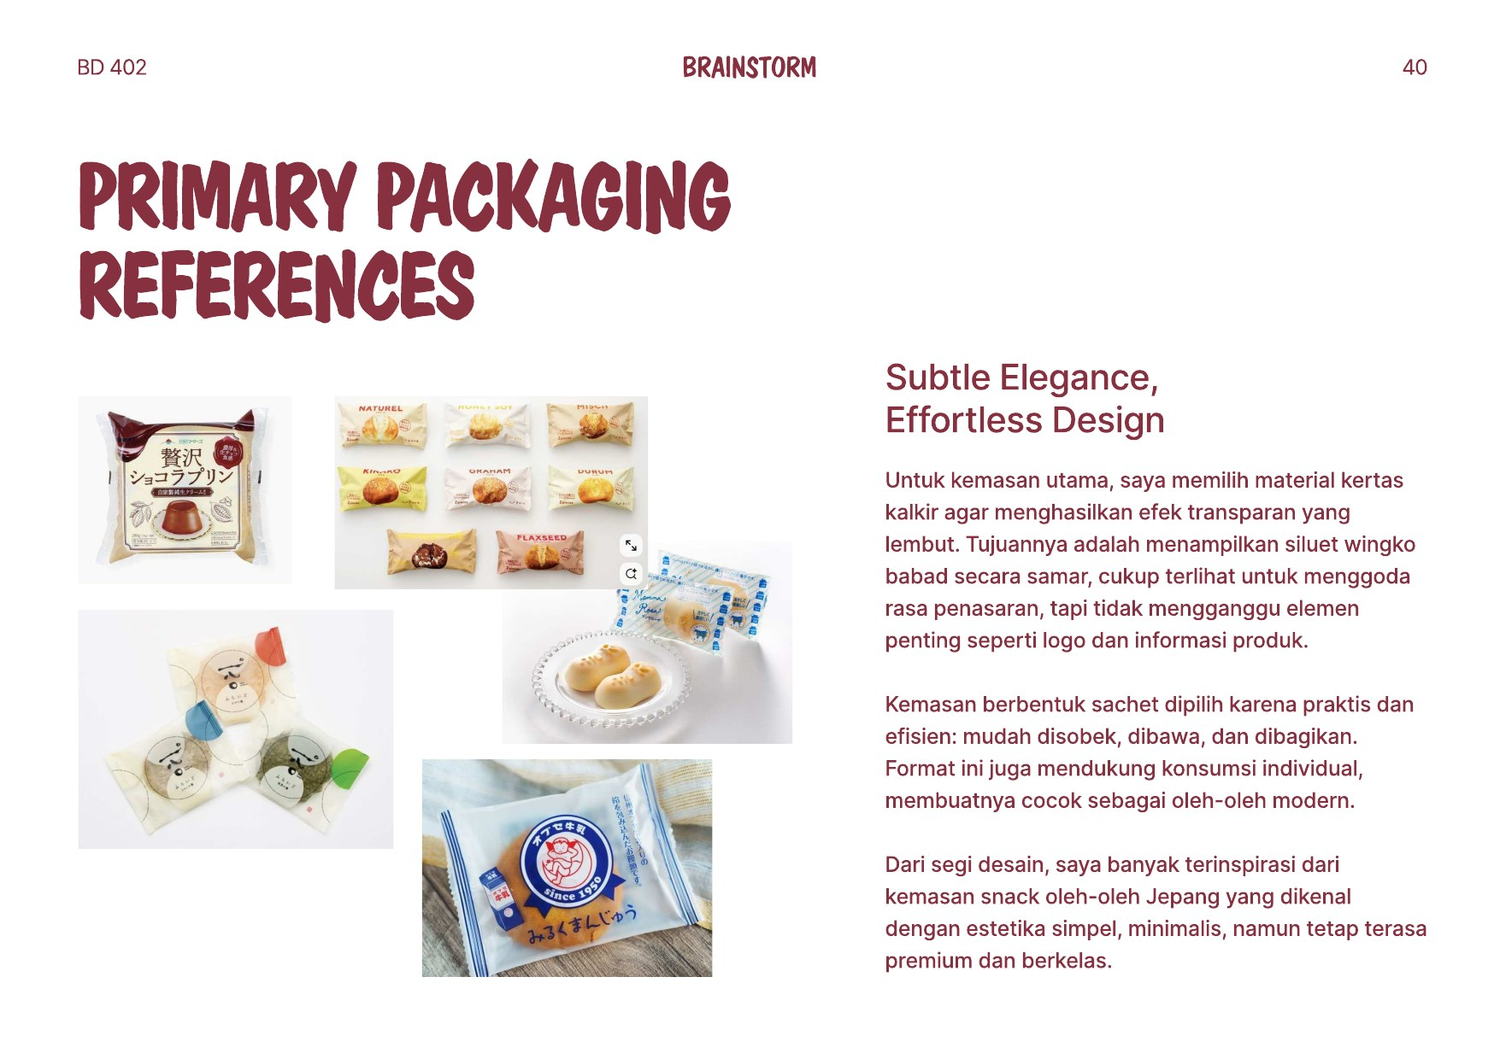 BD 402
BRAINSTORM
40
PRIMARY PACKAGING
REFERENCES
Subtle Elegance,
Effortless Design
Untuk kemasan utama, saya memilih material kertas
kalkir agar menghasilkan efek transparan yang
lembut. Tujuannya adalah menampilkan siluet wingko
babad secara samar, cukup terlihat untuk menggoda
rasa penasaran, tapi tidak mengganggu elemen
penting seperti logo dan informasi produk.
Kemasan berbentuk sachet dipilih karena praktis dan
efisien: mudah disobek, dibawa, dan dibagikan.
Format ini juga mendukung konsumsi individual,
membuatnya cocok sebagai oleh-oleh modern.
Dari segi desain, saya banyak terinspirasi dari
kemasan snack oleh-oleh Jepang yang dikenal
dengan estetika simpel, minimalis, namun tetap terasa
premium dan berkelas.
贅沢
ショコラプリン
NATUREL
KINAKO
GRAHAM
DURUM
FLAXSEED
オブセ牛乳
since 1950
みるくまんじゅう